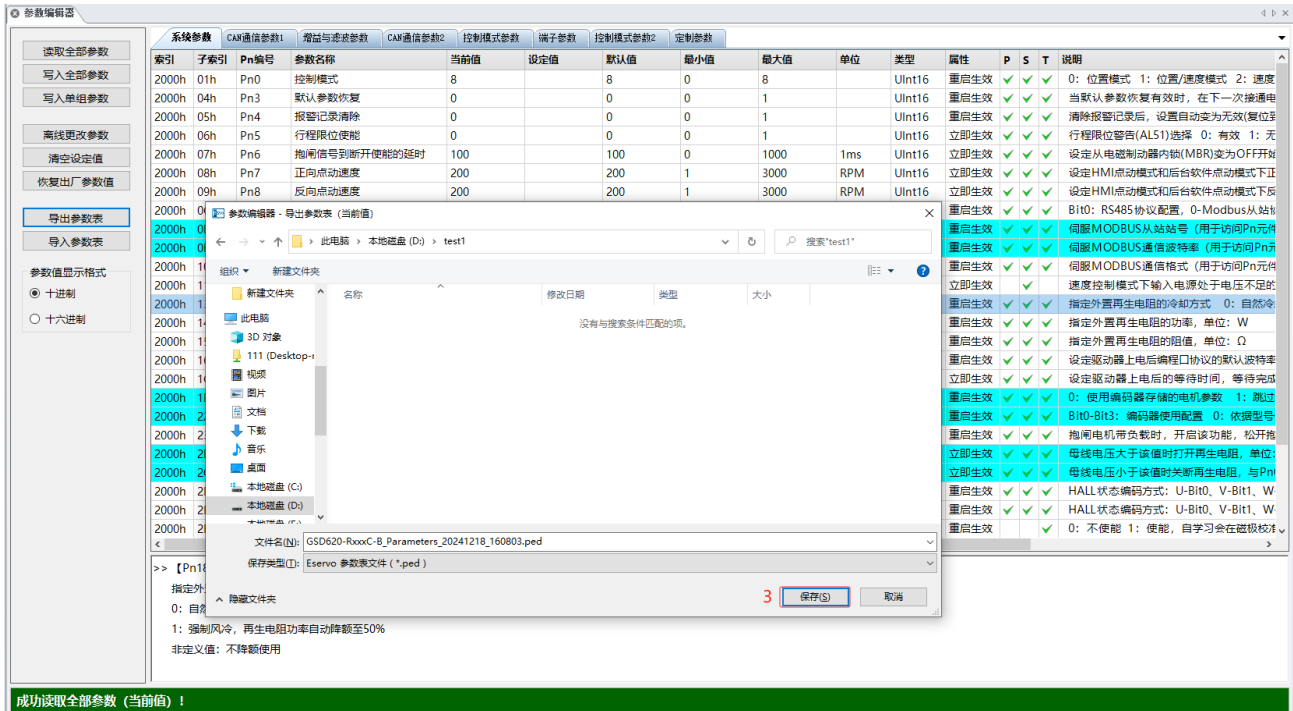 参数编辑器
读取全部参数
写入全部参数
写入单组参数
离线更改参数
清空设定值
恢复出厂参数值
导出参数表
导入参数表
参数值显示格式
十进制
十六进制
系统参数 CAN通信参数1 增益与滤波参数 CAN通信参数2 控制模式参数 端子参数 控制模式参数2 定制参数
索引 子索引 Pn编号 参数名称 当前值 设定值 默认值 最小值 最大值 单位 类型 属性 P S T 说明
2000h 01h Pn0 控制模式 8 8 0 8 UInt16 重启生效 0: 位置模式 1: 位置/速度模式 2: 速度
2000h 04h Pn3 默认参数恢复 0 0 0 1 UInt16 重启生效 当默认参数恢复有效时，在下一次接通电
2000h 05h Pn4 报警记录清除 0 0 0 1 UInt16 重启生效 清除报警记录后，设置自动变为无效(复位到
2000h 06h Pn5 行程限位使能 0 0 0 1 UInt16 立即生效 行程限位警告(AL51)选择 0: 有效 1: 无
2000h 07h Pn6 抱闸信号到断开使能的延时 100 100 0 1000 1ms UInt16 立即生效 设定从电磁制动器内锁(MBR)变为OFF开始
2000h 08h Pn7 正向点动速度 200 200 1 3000 RPM UInt16 立即生效 设定HMI点动模式和后台软件点动模式下正
2000h 09h Pn8 反向点动速度 200 200 1 3000 RPM UInt16 立即生效 设定HMI点动模式和后台软件点动模式下反
2000h 重启生效 Bit0: RS485协议配置，0-Modbus从站协
2000h 重启生效 伺服MODBUS从站站号（用于访问Pn元件
2000h 重启生效 伺服MODBUS通信波特率（用于访问Pn元
2000h 重启生效 伺服MODBUS通信格式（用于访问Pn元件
2000h 立即生效 速度控制模式下输入电源处于电压不足的
2000h 重启生效 指定外置再生电阻的冷却方式 0: 自然冷
2000h 重启生效 指定外置再生电阻的功率，单位: W
2000h 重启生效 指定外置再生电阻的阻值，单位: Ω
2000h 重启生效 设定驱动器上电后编程口协议的默认波特率
2000h 立即生效 设定驱动器上电后的等待时间，等待完成
2000h 重启生效 0: 使用编码器存储的电机参数 1: 跳过
2000h 重启生效 Bit0-Bit3: 编码器使用配置 0: 依据型号
2000h 重启生效 抱闸电机带负载时，开启该功能，松开抱
2000h 立即生效 母线电压大于该值时打开再生电阻，单位:
2000h 立即生效 母线电压小于该值时关断再生电阻，与Pn
2000h 重启生效 HALL状态编码方式: U-Bit0、V-Bit1、W-
2000h 重启生效 HALL状态编码方式: U-Bit0、V-Bit1、W-
2000h 重启生效 0: 不使能 1: 使能，自学习会在磁极校准
参数编辑器 - 导出参数表 (当前值)
此电脑 > 本地磁盘 (D:) > test1
搜索"test1"
组织 新建文件夹
名称 修改日期 类型 大小
没有与搜索条件匹配的项。
新建文件夹
此电脑
3D 对象
111 (Desktop-r
视频
图片
文档
下载
音乐
桌面
本地磁盘 (C:)
本地磁盘 (D:)
文件名(N): GSD620-RxxxC-B_Parameters_20241218_160803.ped
保存类型(T): Eservo 参数表文件 ( *.ped )
隐藏文件夹
3 保存(S) 取消
>> 【Pn18
指定外
0: 自然
1: 强制风冷，再生电阻功率自动降额至50%
非定义值: 不降额使用
成功读取全部参数 (当前值) !